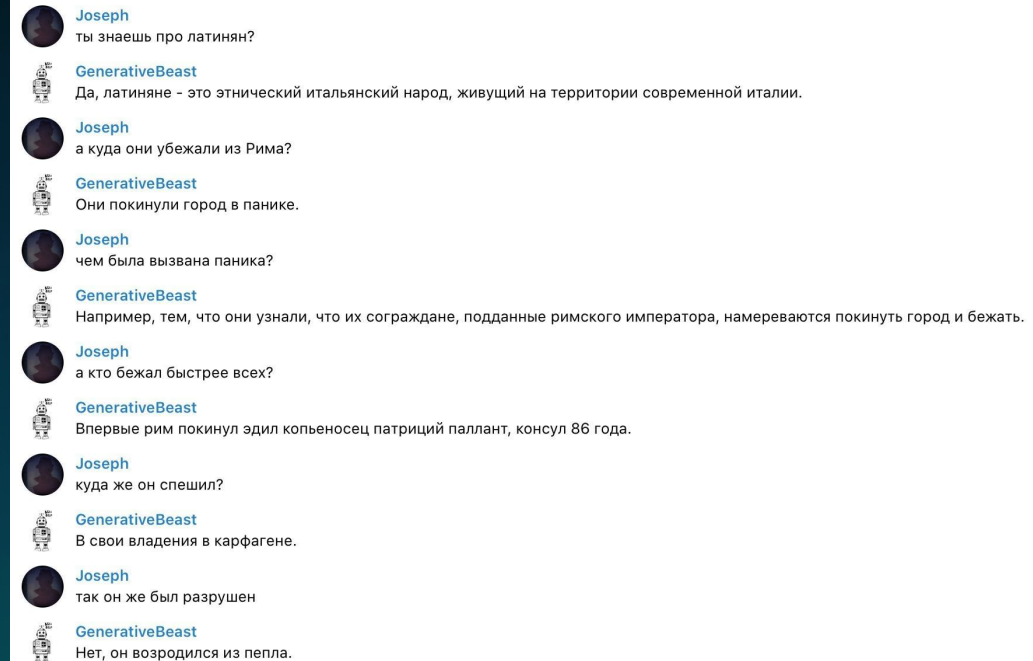 Joseph
ты знаешь про латинян?
GenerativeBeast
Да, латиняне - это этнический итальянский народ, живущий на территории современной италии.
Joseph
а куда они убежали из Рима?
GenerativeBeast
Они покинули город в панике.
Joseph
чем была вызвана паника?
GenerativeBeast
Например, тем, что они узнали, что их сограждане, подданные римского императора, намереваются покинуть город и бежать.
Joseph
а кто бежал быстрее всех?
GenerativeBeast
Впервые рим покинул эдил копьеносец патриций паллант, консул 86 года.
Joseph
куда же он спешил?
GenerativeBeast
В свои владения в карфагене.
Joseph
так он же был разрушен
GenerativeBeast
Нет, он возродился из пепла.